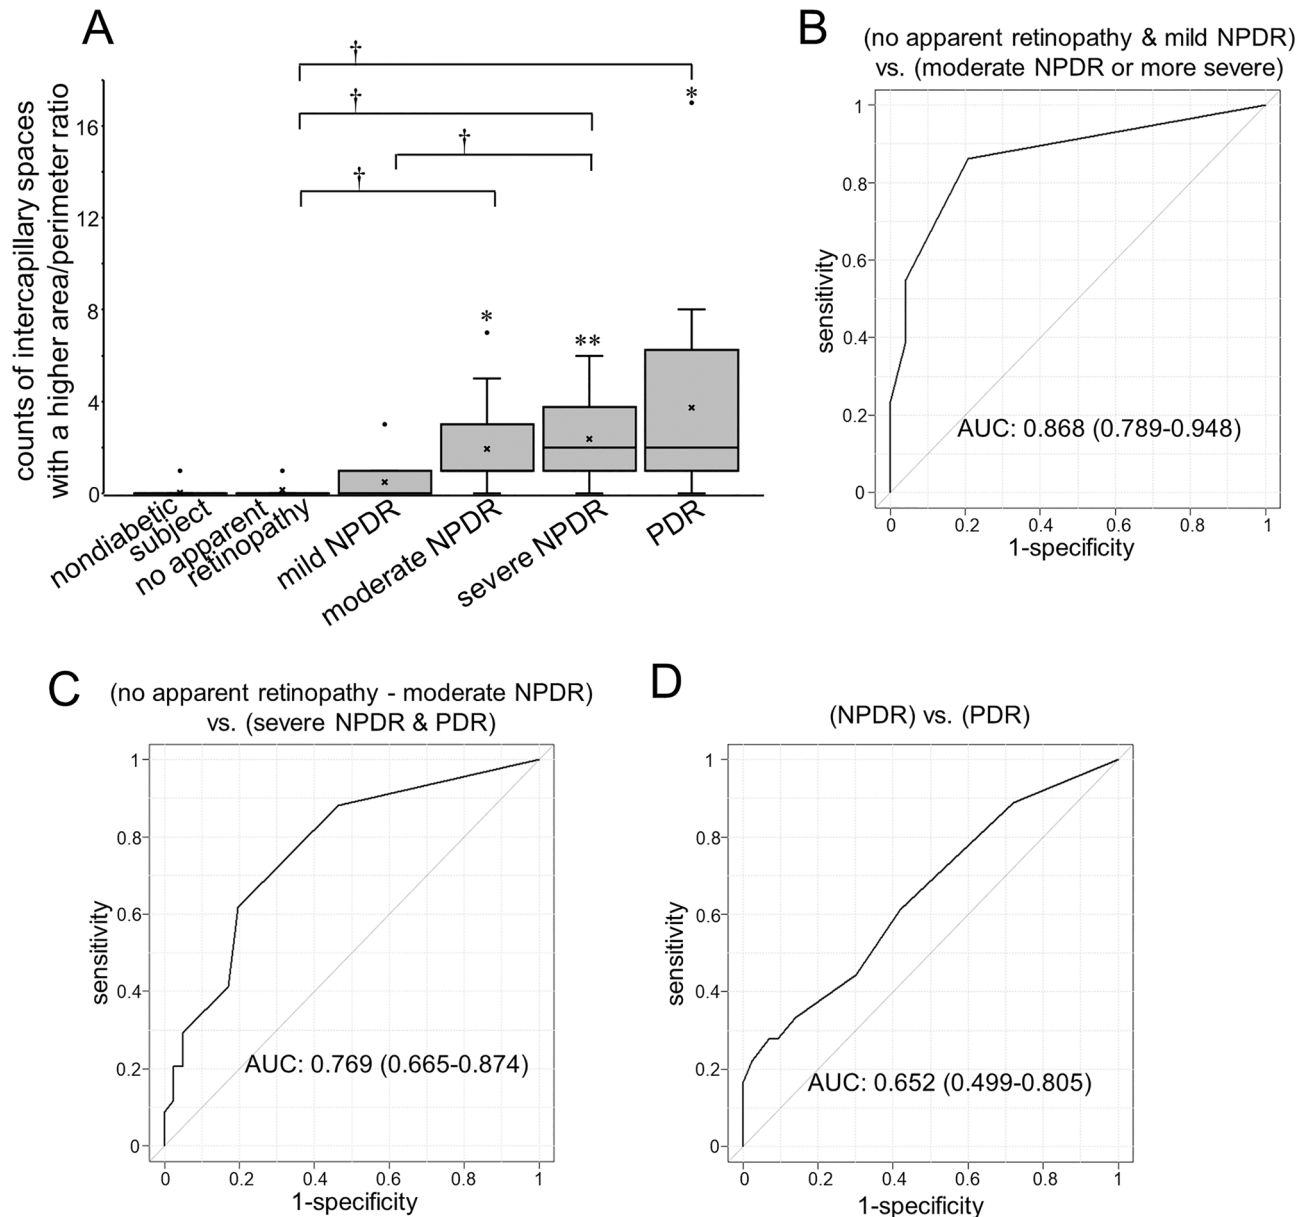 A
counts of intercapillary spaces
with a higher area/perimeter ratio
16
12
8
4
0
†
†
†
†
*
*
**
nondiabetic
subject
no apparent
retinopathy
mild NPDR
moderate NPDR
severe NPDR
PDR
B
(no apparent retinopathy & mild NPDR)
vs. (moderate NPDR or more severe)
sensitivity
1
0.8
0.6
0.4
0.2
0
AUC: 0.868 (0.789-0.948)
0 0.2 0.4 0.6 0.8 1
1-specificity
C
(no apparent retinopathy - moderate NPDR)
vs. (severe NPDR & PDR)
sensitivity
1
0.8
0.6
0.4
0.2
0
AUC: 0.769 (0.665-0.874)
0 0.2 0.4 0.6 0.8 1
1-specificity
D
(NPDR) vs. (PDR)
sensitivity
1
0.8
0.6
0.4
0.2
0
AUC: 0.652 (0.499-0.805)
0 0.2 0.4 0.6 0.8 1
1-specificity